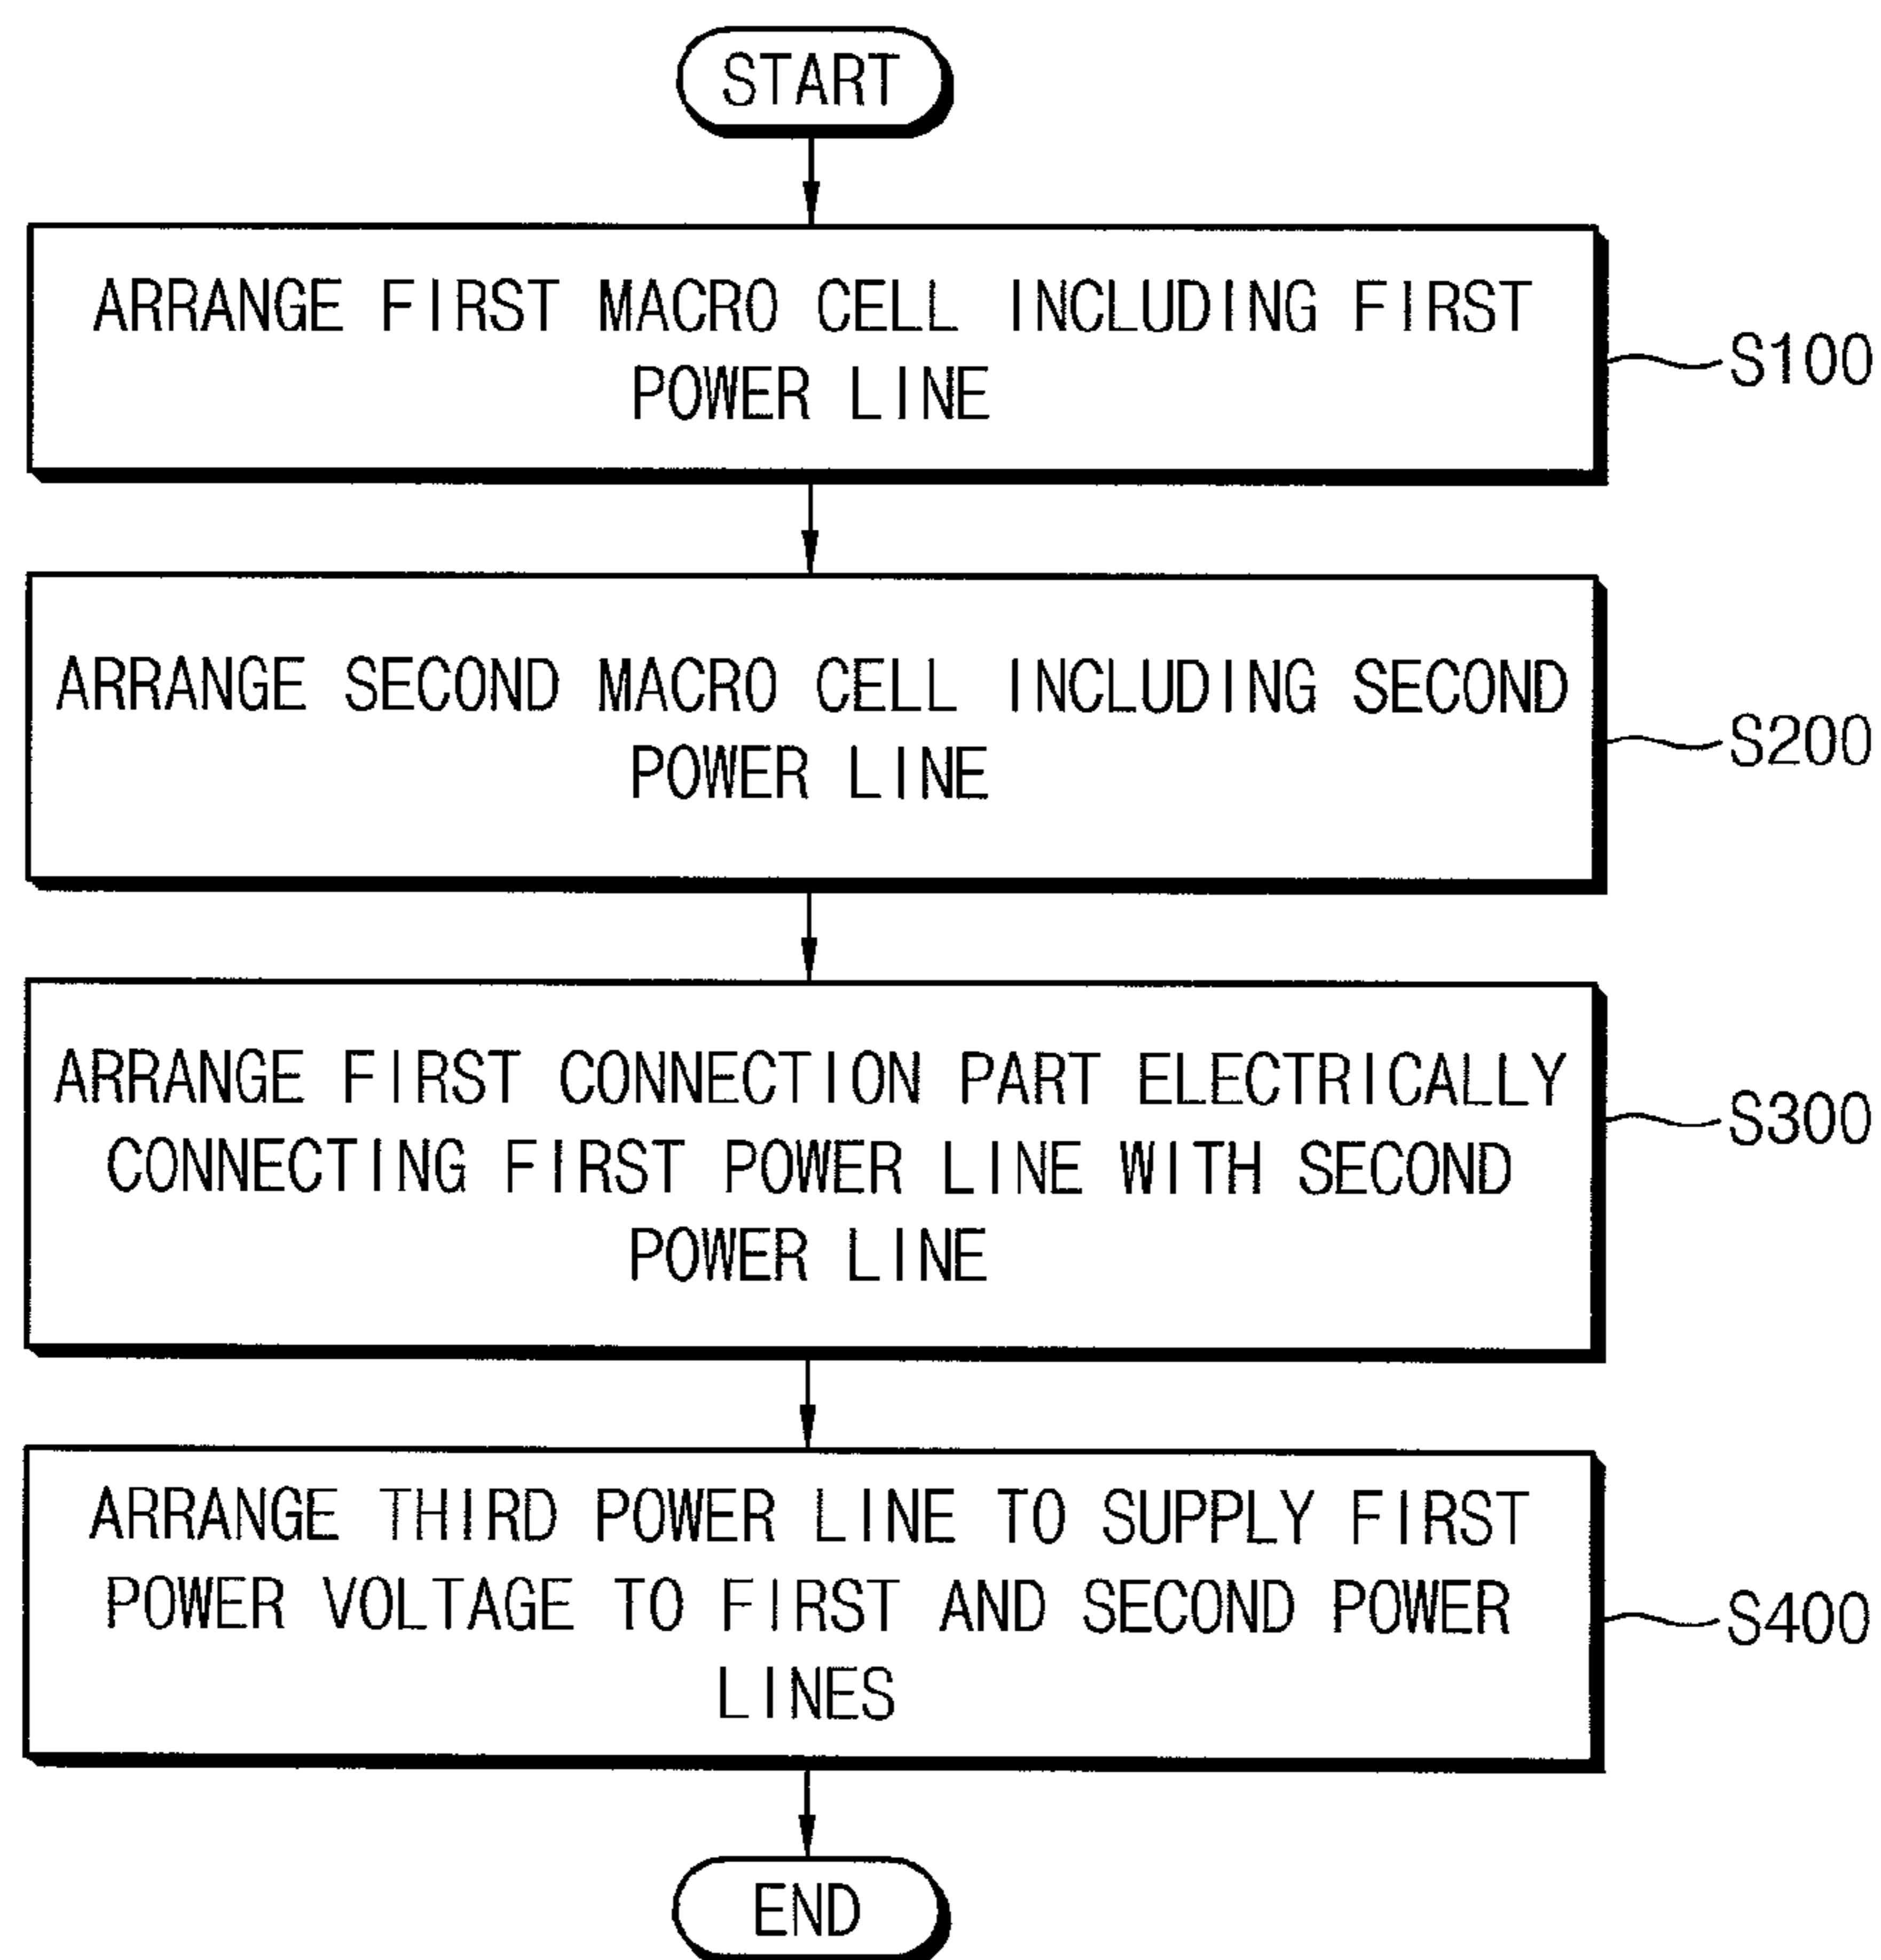 START
ARRANGE FIRST MACRO CELL INCLUDING FIRST
POWER LINE
S100
ARRANGE SECOND MACRO CELL INCLUDING SECOND
POWER LINE
S200
ARRANGE FIRST CONNECTION PART ELECTRICALLY
CONNECTING FIRST POWER LINE WITH SECOND
POWER LINE
S300
ARRANGE THIRD POWER LINE TO SUPPLY FIRST
POWER VOLTAGE TO FIRST AND SECOND POWER
LINES
S400
END